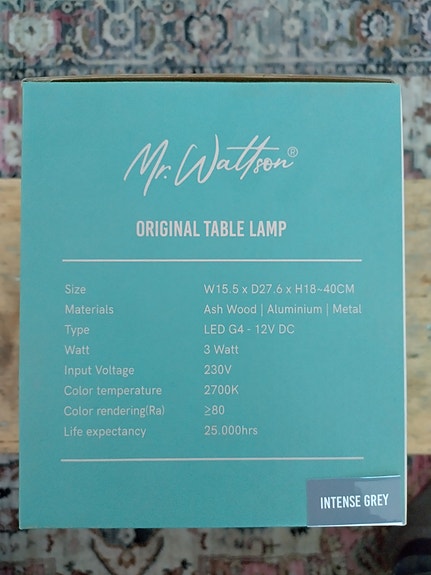 Mr. Wattson®
ORIGINAL TABLE LAMP
Size W15.5 x D27.6 x H18~40CM
Materials Ash Wood | Aluminium | Metal
Type LED G4 - 12V DC
Watt 3 Watt
Input Voltage 230V
Color temperature 2700K
Color rendering(Ra) ≥80
Life expectancy 25.000hrs
INTENSE GREY